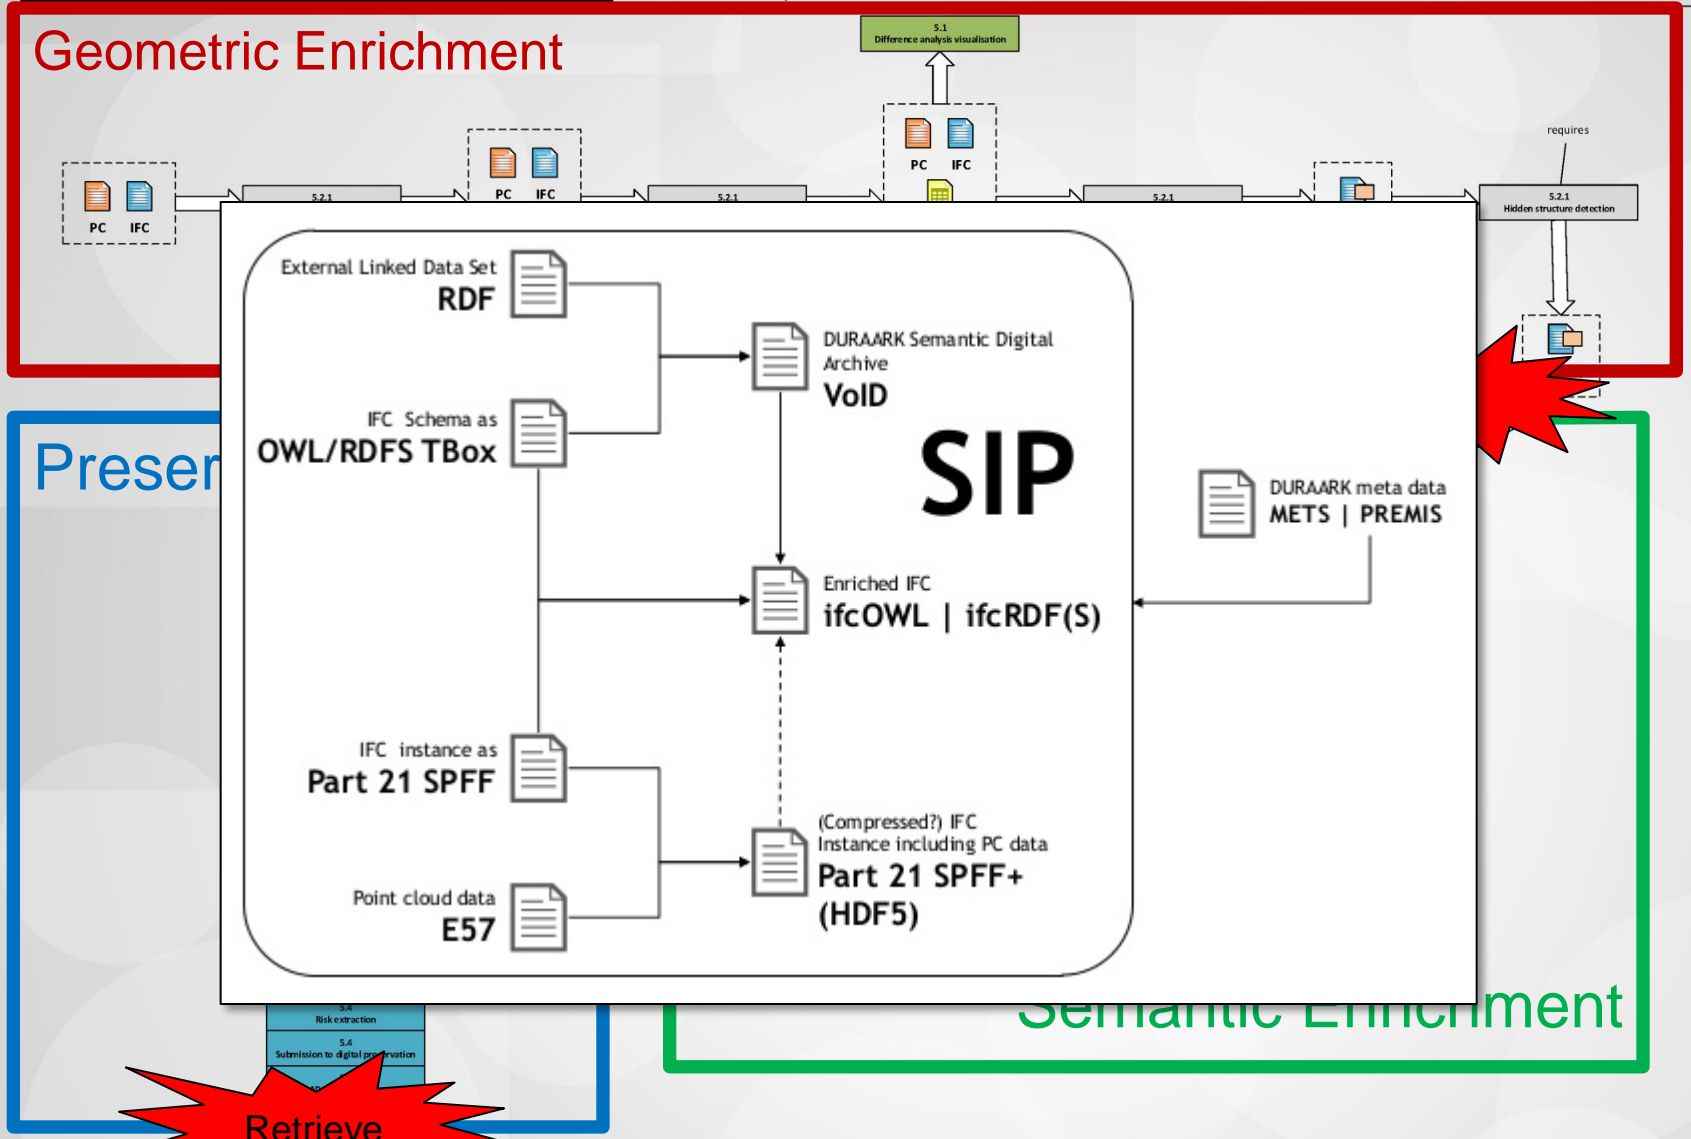 Geometric Enrichment
5.1
Difference analysis visualisation
requires
PC IFC
PC IFC
PC IFC
5.2.1
5.2.1
5.2.1
5.2.1
Hidden structure detection
External Linked Data Set
RDF
DURAARK Semantic Digital
Archive
VoID
IFC Schema as
OWL/RDFS TBox
SIP
Preser
DURAARK meta data
METS | PREMIS
Enriched IFC
ifcOWL | ifcRDF(S)
IFC instance as
Part 21 SPFF
(Compressed?) IFC
Instance including PC data
Part 21 SPFF+
(HDF5)
Point cloud data
E57
Semantic Enrichment
5.4
Risk extraction
5.4
Submission to digital preservation
Retrieve